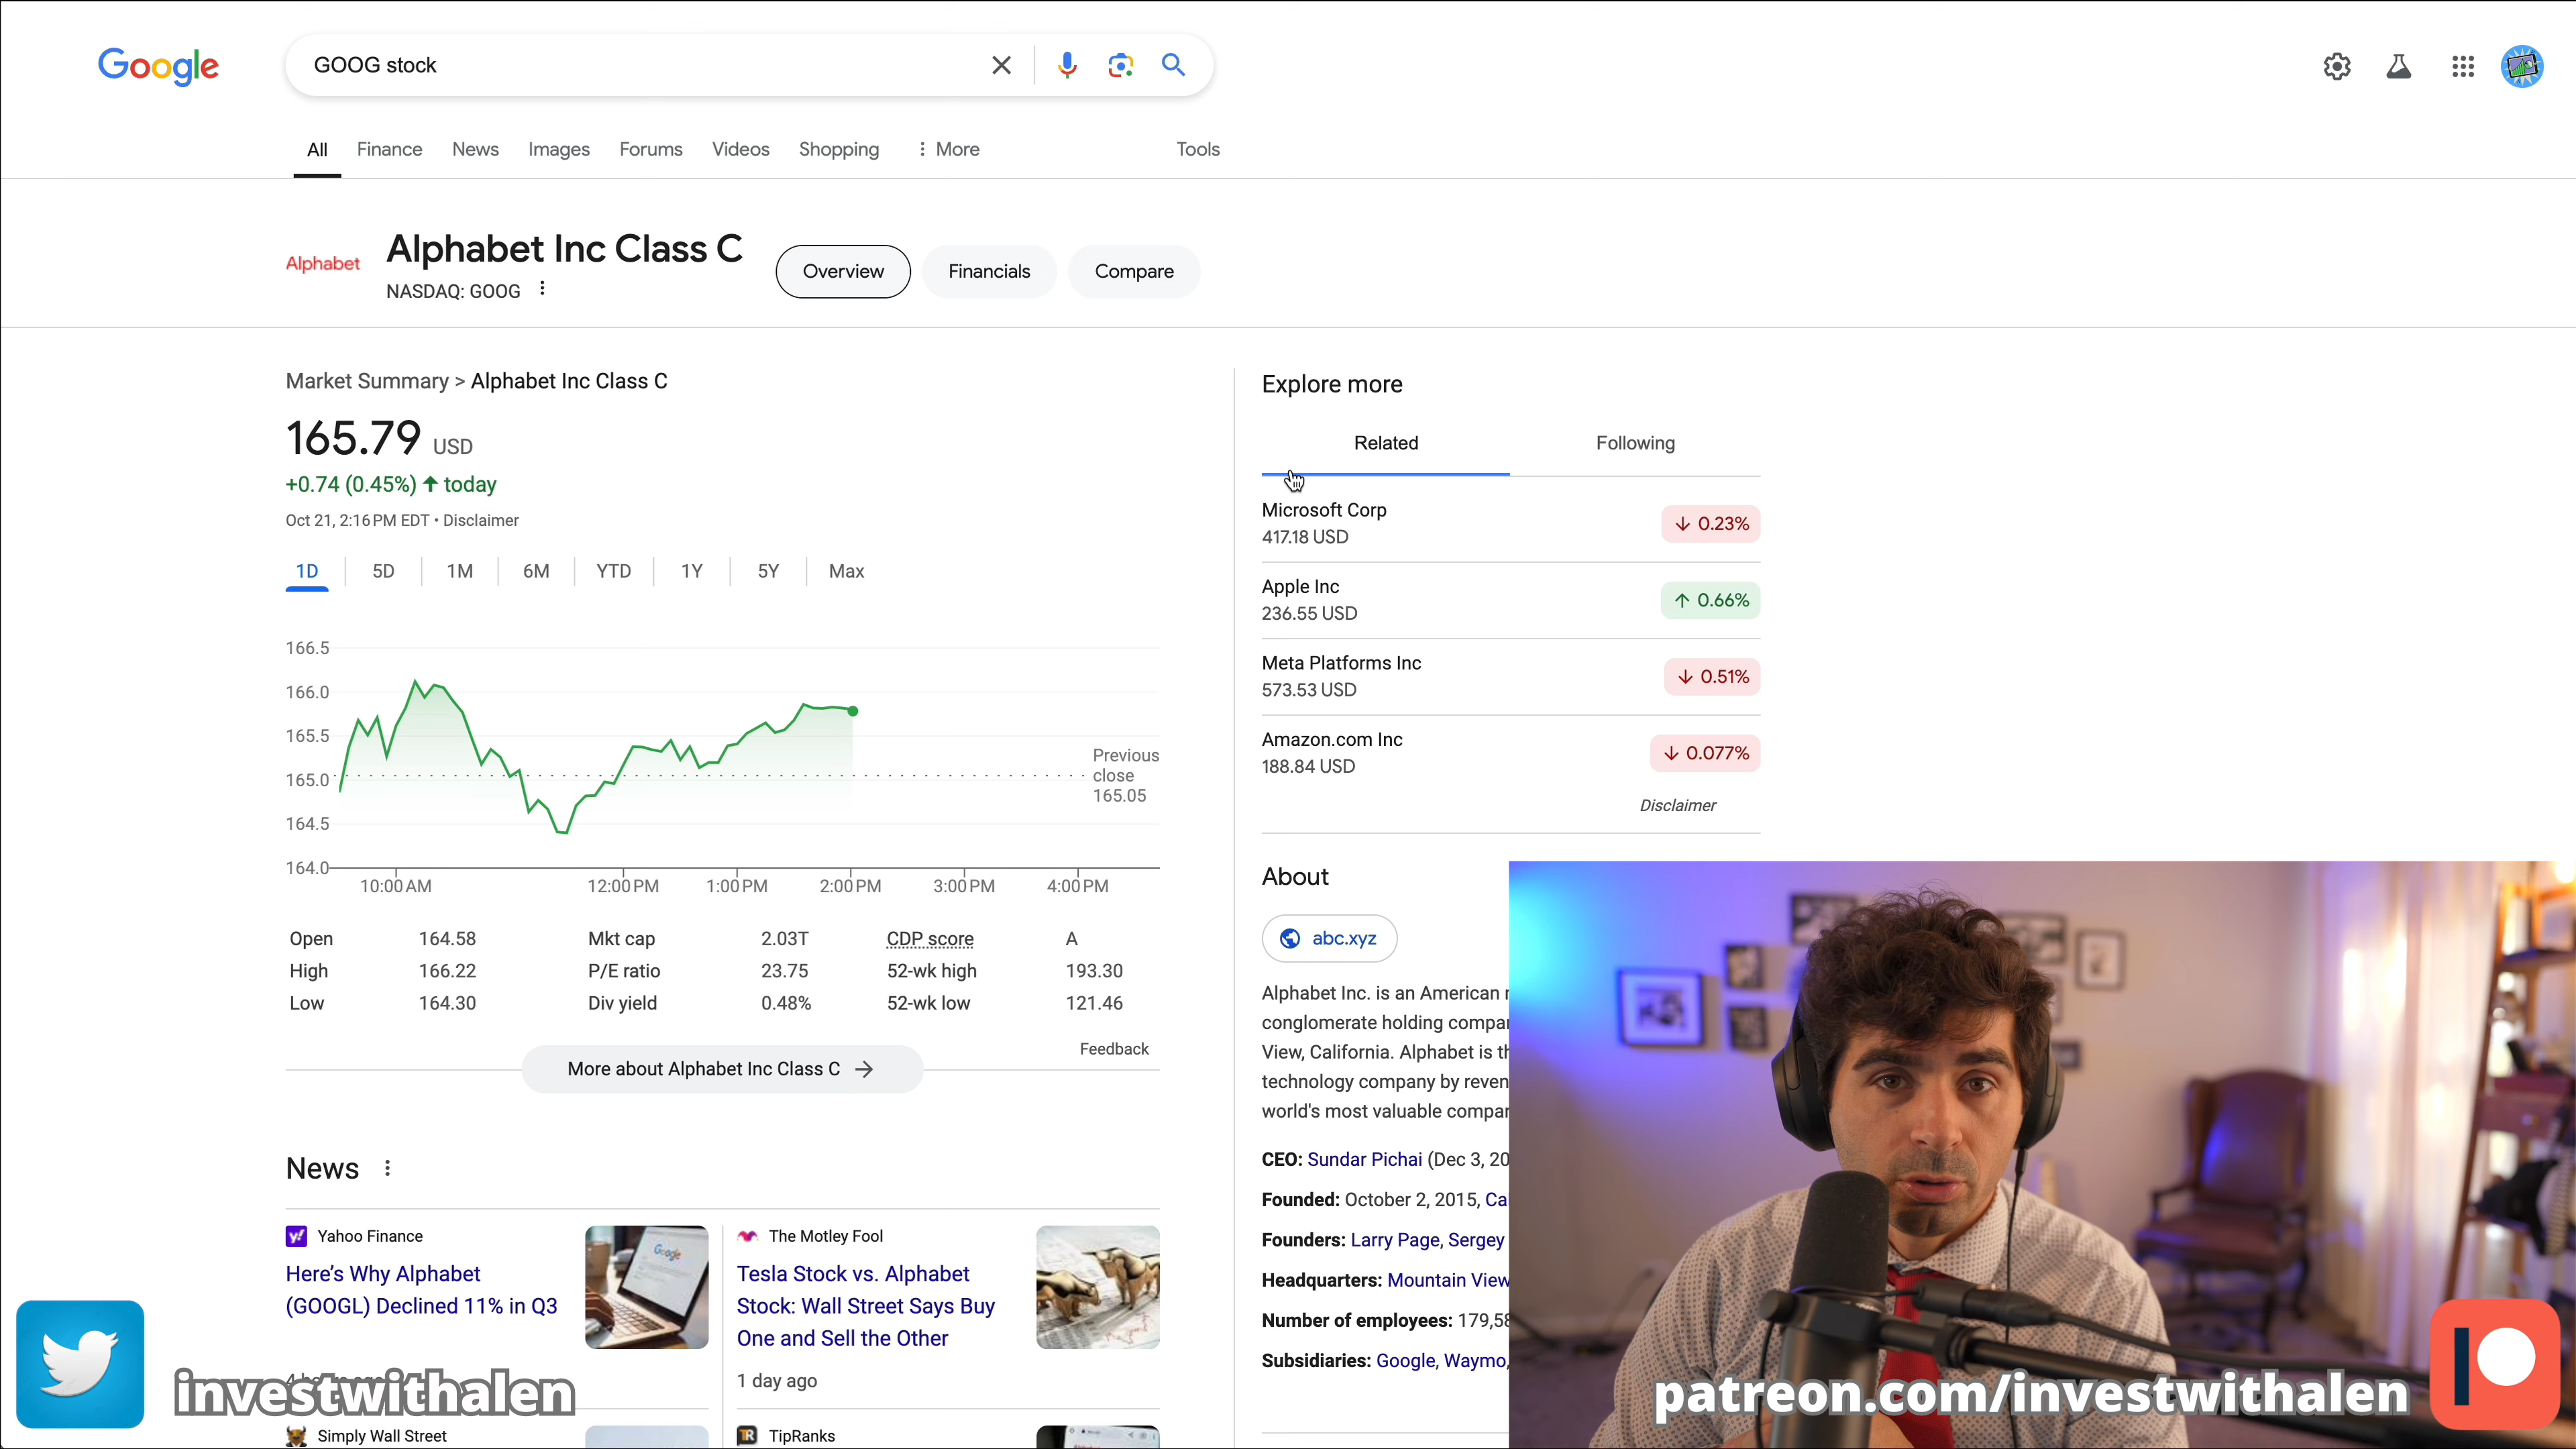 Google
GOOG stock
All Finance News Images Forums Videos Shopping More Tools
Alphabet
Alphabet Inc Class C
NASDAQ: GOOG
Overview Financials Compare
Market Summary > Alphabet Inc Class C
165.79 USD
+0.74 (0.45%) ↑ today
Oct 21, 2:16 PM EDT • Disclaimer
1D 5D 1M 6M YTD 1Y 5Y Max
166.5
166.0
165.5
165.0
164.5
164.0
Previous
close
165.05
10:00 AM 12:00 PM 1:00 PM 2:00 PM 3:00 PM 4:00 PM
Open 164.58 Mkt cap 2.03T CDP score A
High 166.22 P/E ratio 23.75 52-wk high 193.30
Low 164.30 Div yield 0.48% 52-wk low 121.46
Feedback
More about Alphabet Inc Class C →
News
Yahoo Finance
Here's Why Alphabet
(GOOGL) Declined 11% in Q3
Google
The Motley Fool
Tesla Stock vs. Alphabet
Stock: Wall Street Says Buy
One and Sell the Other
1 day ago
Simply Wall Street
TR TipRanks
Explore more
Related Following
Microsoft Corp
417.18 USD
↓ 0.23%
Apple Inc
236.55 USD
↑ 0.66%
Meta Platforms Inc
573.53 USD
↓ 0.51%
Amazon.com Inc
188.84 USD
↓ 0.077%
Disclaimer
About
abc.xyz
Alphabet Inc. is an American
conglomerate holding
View, California. Alphabet is
technology company by
world's most valuable
CEO: Sundar Pichai (Dec 3, 20
Founded: October 2, 2015,
Founders: Larry Page, Sergey
Headquarters: Mountain View
Number of employees: 179,58
Subsidiaries: Google, Waymo,
investwithalen
patreon.com/investwithalen